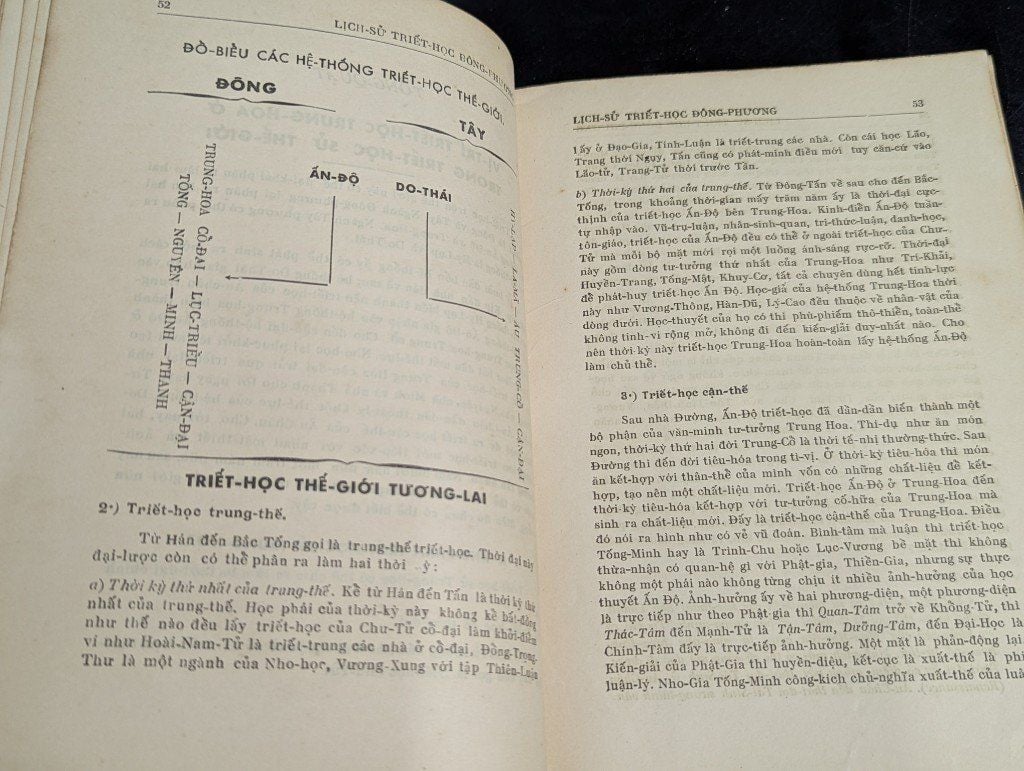 52
LỊCH-SỬ TRIẾT-HỌC ĐÔNG-PHƯƠNG
ĐỒ-BIỂU CÁC HỆ-THỐNG TRIẾT-HỌC THẾ-GIỚI
ĐÔNG
TÂY
ẤN-ĐỘ
DO-THÁI
TRUNG-HOA CỔ-ĐẠI — LỤC-TRIỀU — CẬN-ĐẠI
TỐNG — NGUYÊN — MINH — THANH
HI-LẠP — LA-MÃ — ÂU TRUNG-CỔ — CẬN-ĐẠI
TRIẾT-HỌC THẾ-GIỚI TƯƠNG-LAI
2·) Triết-học trung-thế.
Từ Hán đến Bắc Tống gọi là trung-thế triết-học. Thời đại này
đại-lược còn có thể phân ra làm hai thời kỳ:
a) Thời kỳ thứ nhất của trung-thế. Kể từ Hán đến Tấn là thời kỳ thứ
nhất của trung-thế. Học phái của thời-kỳ này không kể bất-đồng
như thế nào đều lấy triết-học của Chư-Tử cổ-đại làm khởi-điểm
ví như Hoài-Nam-Tử là triết-trung các nhà ở cổ-đại, Đổng-Trọng
Thư là một ngành của Nho-học, Vương-Xung với tập Thiên-Luận
LỊCH-SỬ TRIẾT-HỌC ĐÔNG-PHƯƠNG
53
lấy ở Đạo-Gia, Tính-Luận là triết-trung các nhà. Còn cái học Lão,
Trang thời Ngụy, Tấn cũng có phát-minh điều mới tuy căn-cứ vào
Lão-tử, Trang-Tử thời trước Tần.
b) Thời-kỳ thứ hai của trung-thế. Từ Đông-Tấn về sau cho đến Bắc-
Tống, trong khoảng thời-gian mấy trăm năm ấy là thời-đại cực-
thịnh của triết-học Ấn-Độ bên Trung-Hoa. Kinh-điển Ấn-Độ tuần-
tự nhập vào. Vũ-trụ-luận, nhân-sinh-quan, tri-thức-luận, danh-học,
tôn-giáo, triết-học của Ấn-Độ đều có thể ở ngoài triết-học của Chư-
Tử mà mỗi bộ mặt mới rọi một luồng ánh-sáng rực-rỡ. Thời-đại
này gồm dòng tư-tưởng thứ nhất của Trung-Hoa như Trí-Khải,
Huyền-Trang, Tống-Mật, Khuy-Cơ, tất cả chuyên dùng hết tinh-lực
để phát-huy triết-học Ấn Độ. Học-giả của hệ-thống Trung-Hoa thời
này như Vương-Thông, Hàn-Dũ, Lý-Cao đều thuộc về nhân-vật của
dòng dưới. Học-thuyết của họ có thì phù-phiếm thô-thiển, toàn-thể
không tinh-vi rộng mở, không đi đến kiến-giải duy-nhất nào. Cho
nên thời-kỳ này triết-học Trung-Hoa hoàn-toàn lấy hệ-thống Ấn-Độ
làm chủ thể.
3·) Triết-học cận-thế
Sau nhà Đường, Ấn-Độ triết-học đã dần-dần biến thành một
bộ phận của văn-minh tư-tưởng Trung Hoa. Thí-dụ như ăn món
ngon, thời-kỳ thứ hai đời Trung-Cổ là thời tế-nhị thường-thức. Sau
Đường thì đến đời tiêu-hóa trong tì-vị. Ở thời-kỳ tiêu-hóa thì món
ăn kết-hợp với thân-thể của mình vốn có những chất-liệu để kết-
hợp, tạo nên một chất-liệu mới. Triết-học Ấn-Độ ở Trung-Hoa đến
thời-kỳ tiêu-hóa kết-hợp với tư-tưởng cố-hữu của Trung-Hoa mà
sinh ra chất-liệu mới. Đấy là triết-học cận-thế của Trung-Hoa. Điều
đó nói ra hình như có vẻ vũ đoán. Bình-tâm mà luận thì triết-học
Tống-Minh hay là Trình-Chu hoặc Lục-Vương bề mặt thì không
thừa-nhận có quan-hệ gì với Phật-gia, Thiền-Gia, nhưng sự thực
không một phái nào không từng chịu ít nhiều ảnh-hưởng của học
thuyết Ấn Độ. Ảnh-hưởng ấy về hai phương-diện, một phương-diện
là trực tiếp như theo Phật-gia thì Quan-Tâm trở về Khổng-Tử, thì
Thác-Tâm đến Mạnh-Tử là Tận-Tâm, Dưỡng-Tâm, đến Đại-Học là
Chính-Tâm đấy là trực-tiếp ảnh-hưởng. Một mặt là phản-động lại
Kiến-giải của Phật-Gia thì huyền-diệu, kết-cục là xuất-thế là phi
luận-lý. Nho-Gia Tống-Minh công-kích chủ-nghĩa xuất-thế của luâ